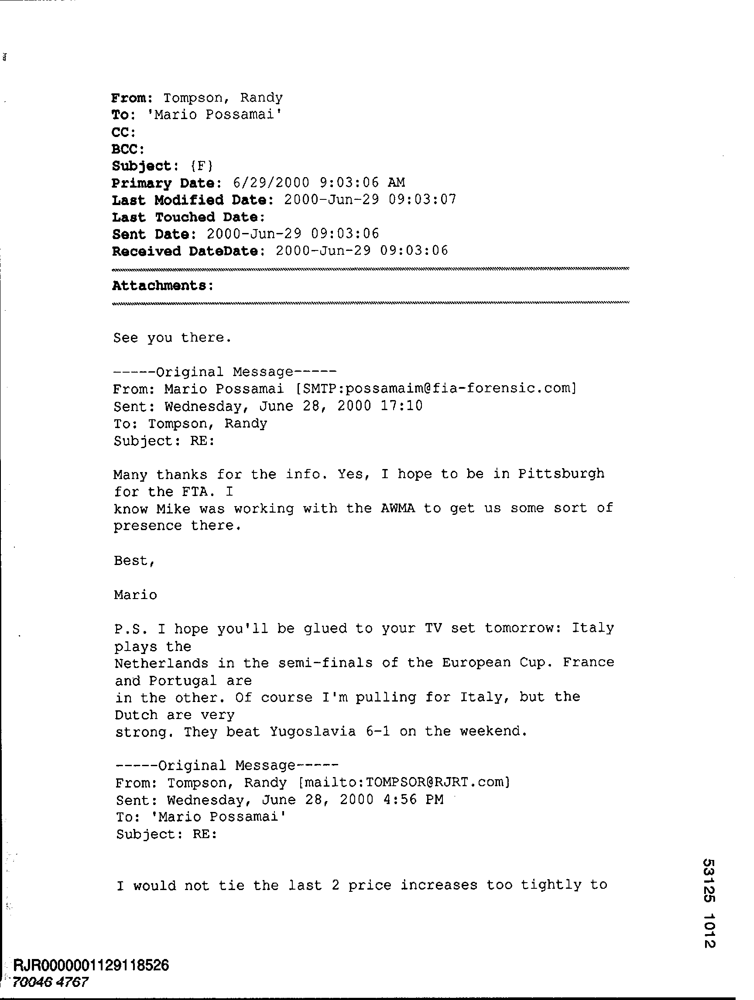 From: Tompson, Randy
To: 'Mario Possamai'
CC:
BCC:
Subject: {F}
Primary Date: 6/29/2000 9:03:06 AM
Last Modified Date: 2000-Jun-29 09:03:07
Last Touched Date:
Sent Date: 2000-Jun-29 09:03:06
Received DateDate: 2000-Jun-29 09:03:06
Attachments:
See you there.
-----Original Message-----
From: Mario Possamai [SMTP:possamaim@fia-forensic.com]
Sent: Wednesday, June 28, 2000 17:10
To: Tompson, Randy
Subject: RE:
Many thanks for the info. Yes, I hope to be in Pittsburgh
for the FTA. I
know Mike was working with the AWMA to get us some sort of
presence there.
Best,
Mario
P.S. I hope you'll be glued to your TV set tomorrow: Italy
plays the
Netherlands in the semi-finals of the European Cup. France
and Portugal are
in the other. Of course I'm pulling for Italy, but the
Dutch are very
strong. They beat Yugoslavia 6-1 on the weekend.
-----Original Message-----
From: Tompson, Randy [mailto:TOMPSOR@RJRT.com]
Sent: Wednesday, June 28, 2000 4:56 PM
To: 'Mario Possamai'
Subject: RE:
I would not tie the last 2 price increases too tightly to
53125 1012
RJR0000001129118526
70046 4767